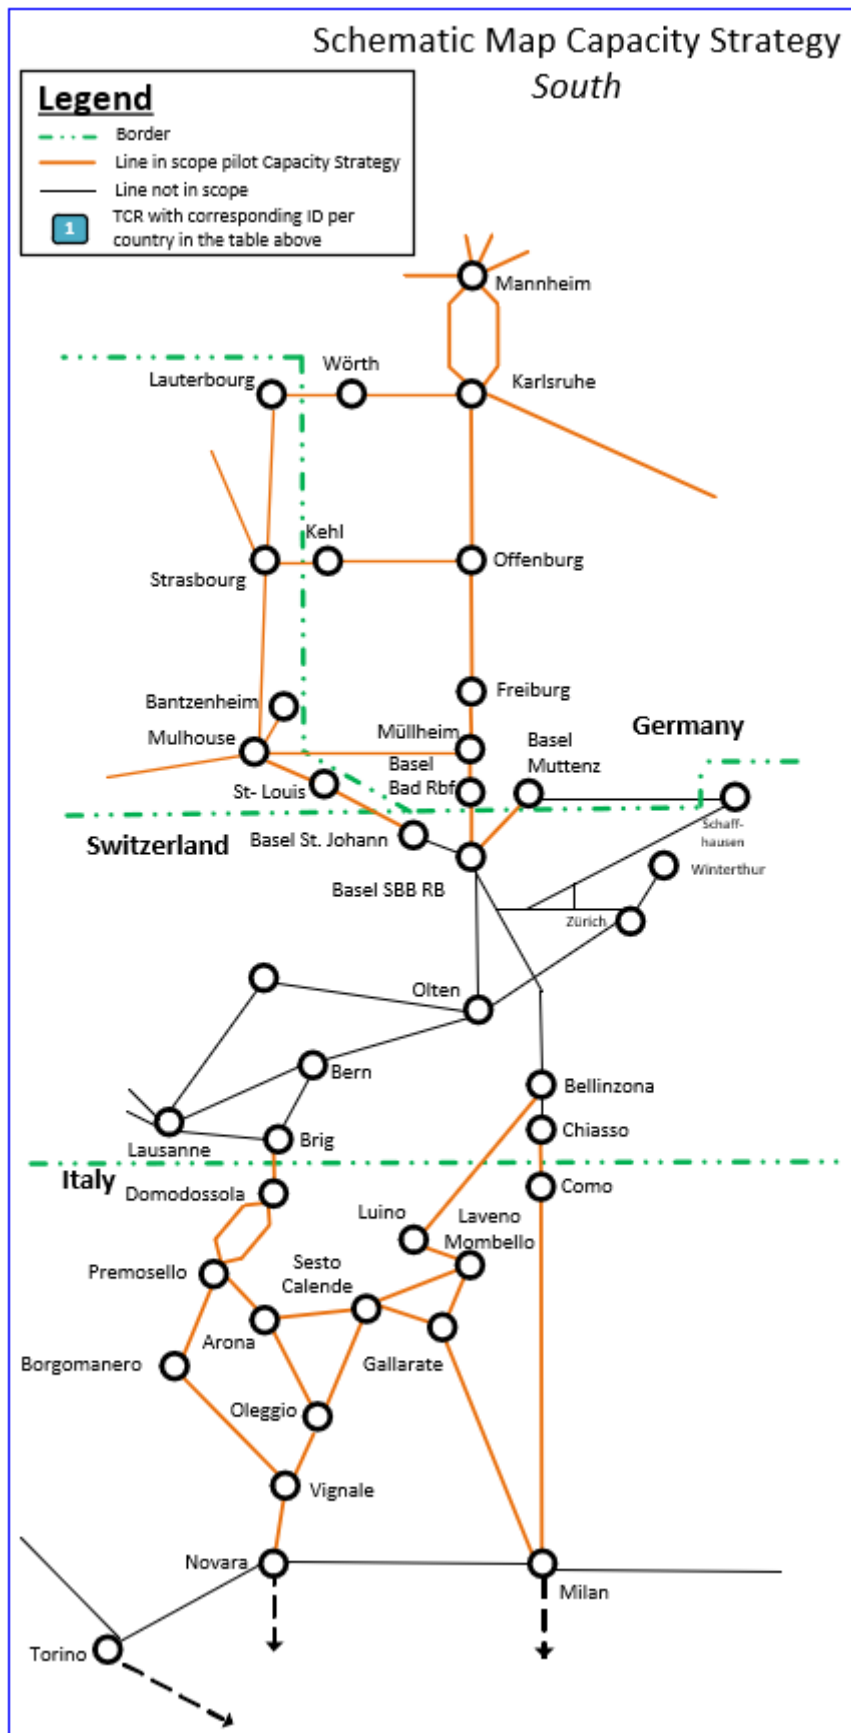 Schematic Map Capacity Strategy
South
Legend
Border
Line in scope pilot Capacity Strategy
Line not in scope
1
TCR with corresponding ID per
country in the table above
Mannheim
Wörth
Lauterbourg
Karlsruhe
Kehl
Strasbourg
Offenburg
Bantzenheim
Freiburg
Mulhouse
Müllheim
Germany
Basel
Muttenz
Basel
Bad Rbf
St- Louis
Switzerland
Basel St. Johann
Schaff-
hausen
Basel SBB RB
Winterthur
Zürich
Olten
Bern
Bellinzona
Lausanne
Brig
Chiasso
Italy
Domodossola
Como
Luino
Laveno
Mombello
Premosello
Sesto
Calende
Arona
Borgomanero
Gallarate
Oleggio
Vignale
Novara
Milan
Torino